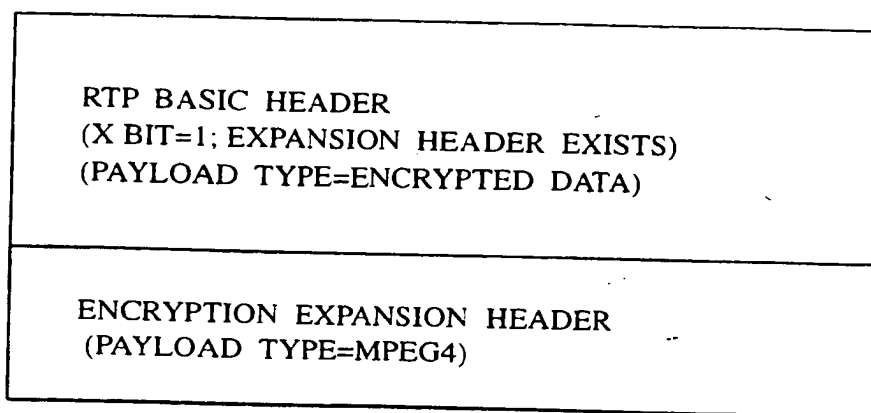 RTP BASIC HEADER
(X BIT=1; EXPANSION HEADER EXISTS)
(PAYLOAD TYPE=ENCRYPTED DATA)
ENCRYPTION EXPANSION HEADER
(PAYLOAD TYPE=MPEG4)